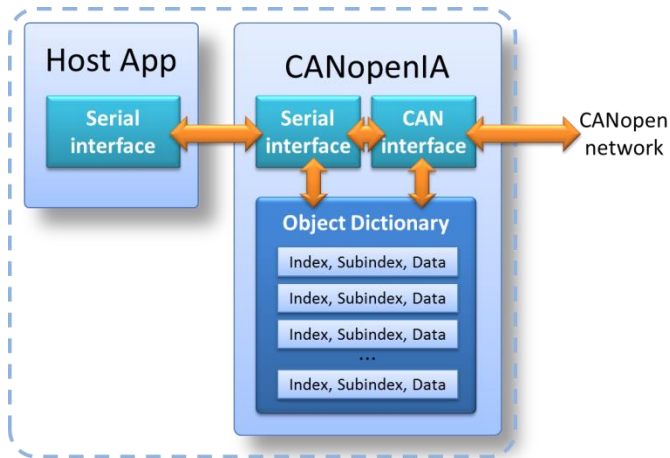 Host App
Serial
interface
CANopenIA
Serial
interface
CAN
interface
CANopen
network
Object Dictionary
Index, Subindex, Data
Index, Subindex, Data
Index, Subindex, Data
...
Index, Subindex, Data